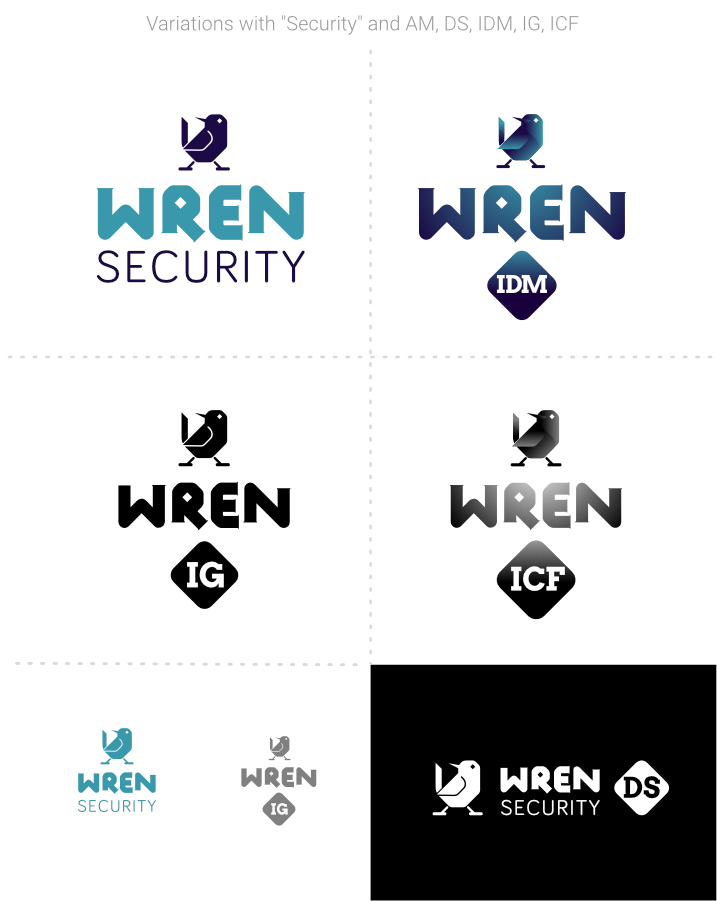 Variations with "Security" and AM, DS, IDM, IG, ICF
WREN
SECURITY
WREN
IDM
WREN
IG
WREN
ICF
WREN
SECURITY
WREN
IG
WREN
SECURITY
DS